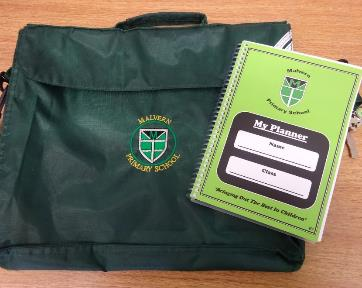 MALVERN
PRIMARY SCHOOL
Malvern
Primary School
My Planner
Name
Class
"Bringing Out The Best In Children"